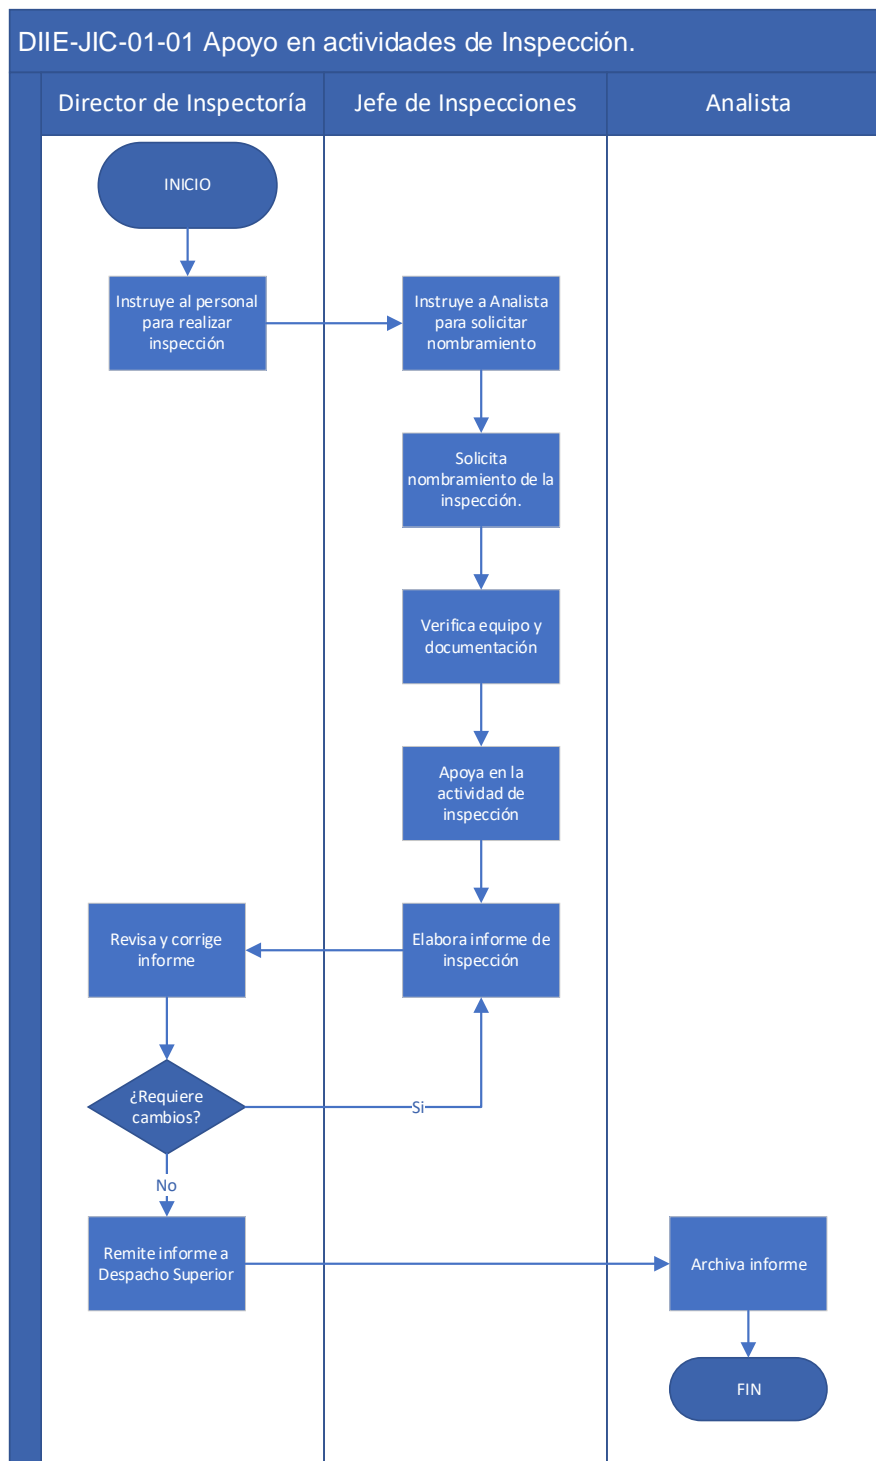 DIIE-JIC-01-01 Apoyo en actividades de Inspección.
Director de Inspectoría
Jefe de Inspecciones
Analista
INICIO
Instruye al personal
para realizar
inspección
Instruye a Analista
para solicitar
nombramiento
Solicita
nombramiento de la
inspección.
Verifica equipo y
documentación
Apoya en la
actividad de
inspección
Elabora informe de
inspección
Revisa y corrige
informe
¿Requiere
cambios?
Si
No
Remite informe a
Despacho Superior
Archiva informe
FIN